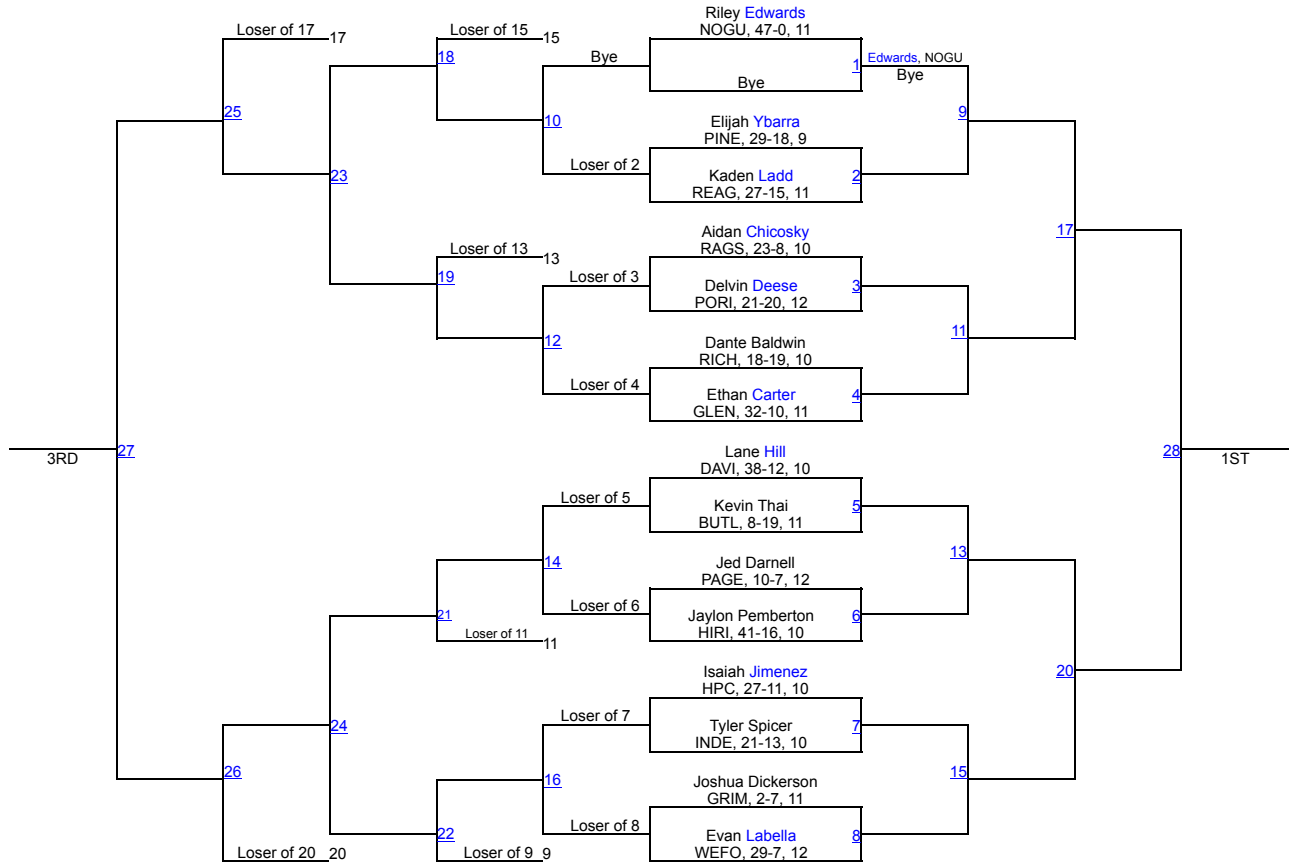 Riley Edwards
Loser of 17 17 Loser of 15 15 NOGU, 47-0, 11
18 Bye 1 Edwards, NOGU
Bye Bye
25 10 9
Elijah Ybarra
PINE, 29-18, 9
Loser of 2 2
23 Kaden Ladd
REAG, 27-15, 11
Aidan Chicosky
17
Loser of 13 13 RAGS, 23-8, 10
19 Loser of 3 Delvin Deese 3
PORI, 21-20, 12
11
12 Dante Baldwin
RICH, 18-19, 10
Loser of 4 Ethan Carter 4
GLEN, 32-10, 11
27 Lane Hill 28
3RD 1ST
DAVI, 38-12, 10
Loser of 5 Kevin Thai 5
BUTL, 8-19, 11
13
14 Jed Darnell
PAGE, 10-7, 12
21 Loser of 6 Jaylon Pemberton 6
Loser of 11 11 HIRI, 41-16, 10
Isaiah Jimenez 20
HPC, 27-11, 10
24 Loser of 7 Tyler Spicer 7
INDE, 21-13, 10
26 16 15
Joshua Dickerson
GRIM, 2-7, 11
22 Loser of 8 Evan Labella 8
Loser of 20 20 Loser of 9 9 WEFO, 29-7, 12